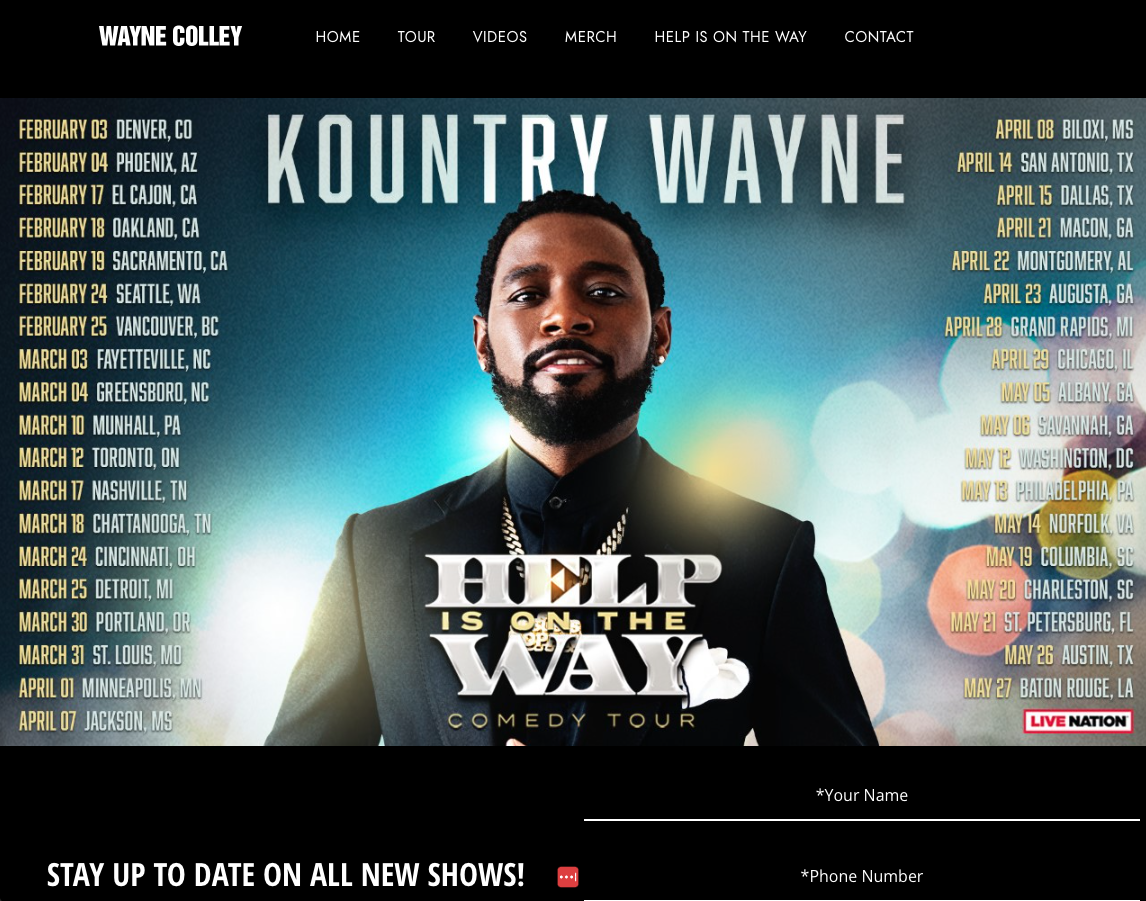 WAYNE COLLEY
HOME TOUR VIDEOS MERCH HELP IS ON THE WAY CONTACT
KOUNTRY WAYNE
FEBRUARY 03 DENVER, CO
FEBRUARY 04 PHOENIX, AZ
FEBRUARY 17 EL CAJON, CA
FEBRUARY 18 OAKLAND, CA
FEBRUARY 19 SACRAMENTO, CA
FEBRUARY 24 SEATTLE, WA
FEBRUARY 25 VANCOUVER, BC
MARCH 03 FAYETTEVILLE, NC
MARCH 04 GREENSBORO, NC
MARCH 10 MUNHALL, PA
MARCH 12 TORONTO, ON
MARCH 17 NASHVILLE, TN
MARCH 18 CHATTANOOGA, TN
MARCH 24 CINCINNATI, OH
MARCH 25 DETROIT, MI
MARCH 30 PORTLAND, OR
MARCH 31 ST. LOUIS, MO
APRIL 01 MINNEAPOLIS, MN
APRIL 07 JACKSON, MS
APRIL 08 BILOXI, MS
APRIL 14 SAN ANTONIO, TX
APRIL 15 DALLAS, TX
APRIL 21 MACON, GA
APRIL 22 MONTGOMERY, AL
APRIL 23 AUGUSTA, GA
APRIL 28 GRAND RAPIDS, MI
APRIL 29 CHICAGO, IL
MAY 05 ALBANY, GA
MAY 06 SAVANNAH, GA
MAY 12 WASHINGTON, DC
MAY 13 PHILADELPHIA, PA
MAY 14 NORFOLK, VA
MAY 19 COLUMBIA, SC
MAY 20 CHARLESTON, SC
MAY 21 ST. PETERSBURG, FL
MAY 26 AUSTIN, TX
MAY 27 BATON ROUGE, LA
LIVE NATION
HELP
IS ON THE
WAY
COMEDY TOUR
*Your Name
STAY UP TO DATE ON ALL NEW SHOWS!
*Phone Number